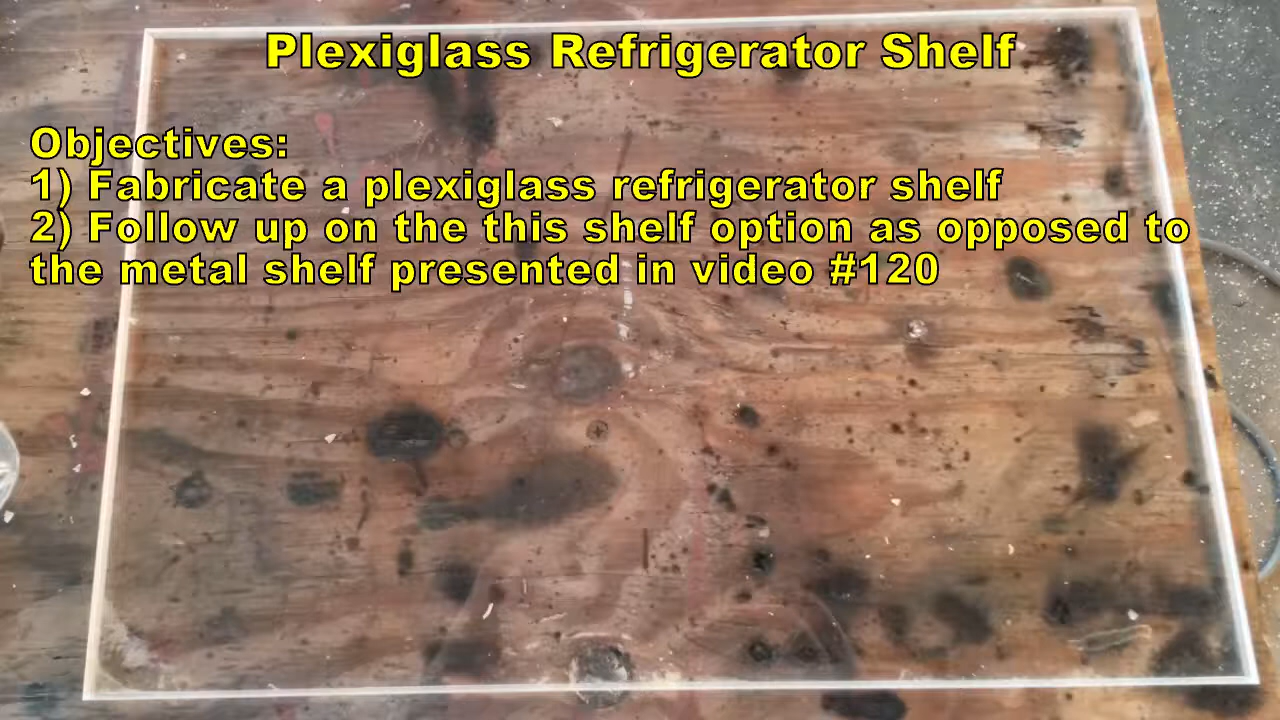 Plexiglass Refrigerator Shelf
Objectives:
1) Fabricate a plexiglass refrigerator shelf
2) Follow up on the this shelf option as opposed to
the metal shelf presented in video #120